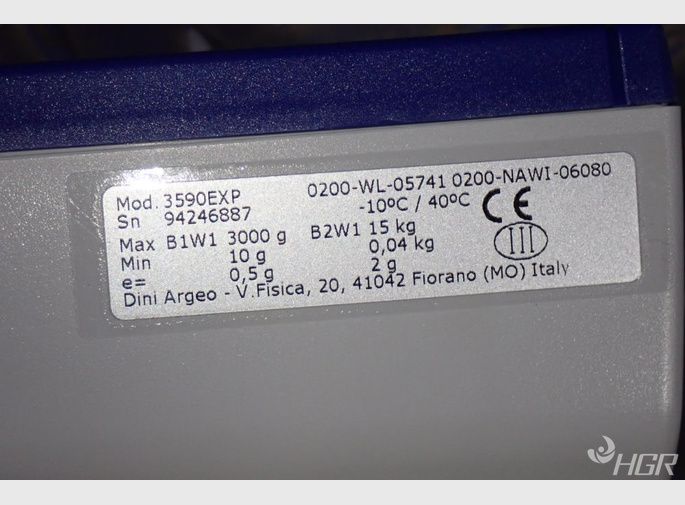 Mod. 3590EXP 0200-WL-05741 0200-NAWI-06080
Sn 94246887 -10ºC / 40ºC CE
Max B1W1 3000 g B2W1 15 kg III
Min 10 g 0,04 kg
e= 0,5 g 2 g
Dini Argeo - V.Fisica, 20, 41042 Fiorano (MO) Italy
HGR